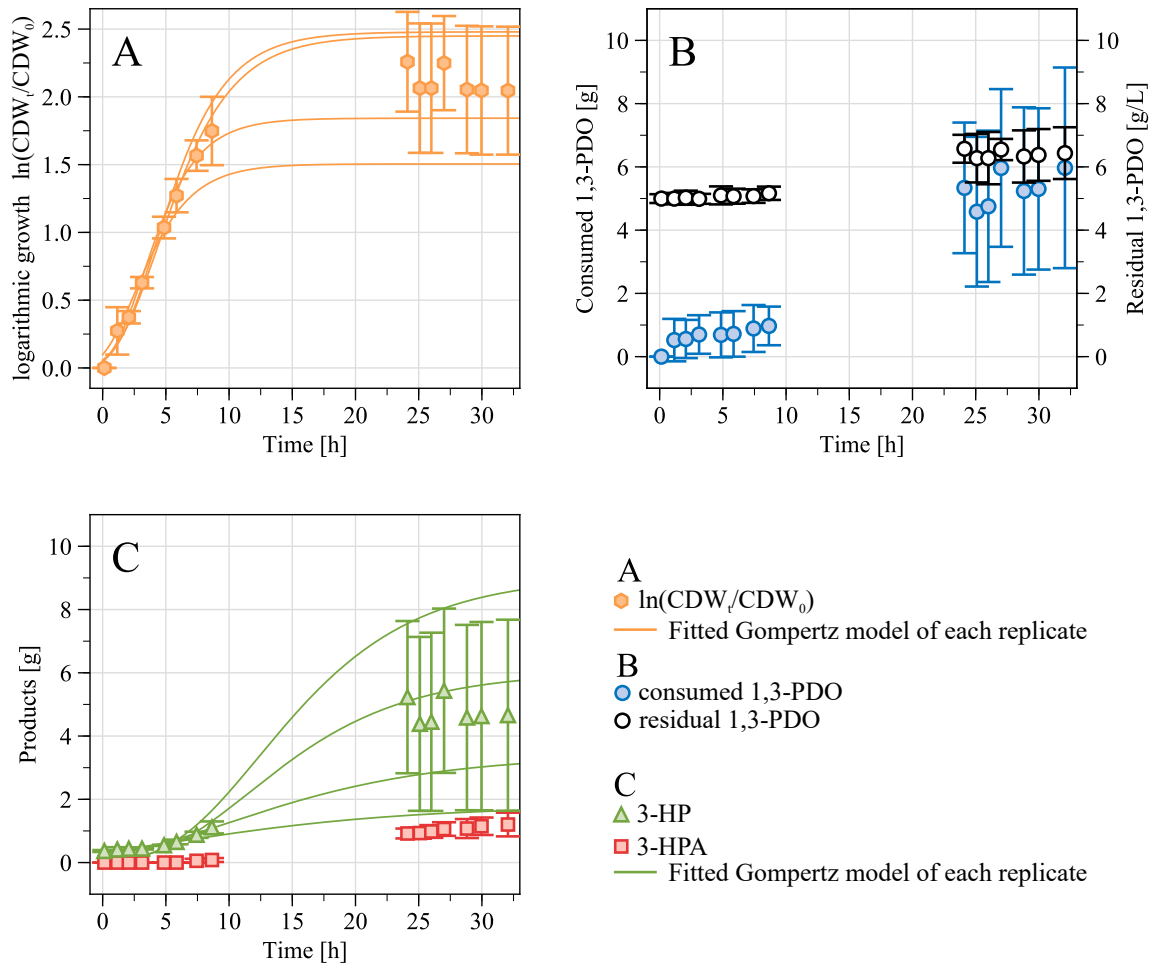 A
logarithmic growth ln(CDWt/CDW0)
2.5
2.0
1.5
1.0
0.5
0.0
0 5 10 15 20 25 30
Time [h]
B
Consumed 1,3-PDO [g]
10
8
6
4
2
0
Residual 1,3-PDO [g/L]
10
8
6
4
2
0
0 5 10 15 20 25 30
Time [h]
C
Products [g]
10
8
6
4
2
0
0 5 10 15 20 25 30
Time [h]
A
ln(CDWt/CDW0)
Fitted Gompertz model of each replicate
B
consumed 1,3-PDO
residual 1,3-PDO
C
3-HP
3-HPA
Fitted Gompertz model of each replicate